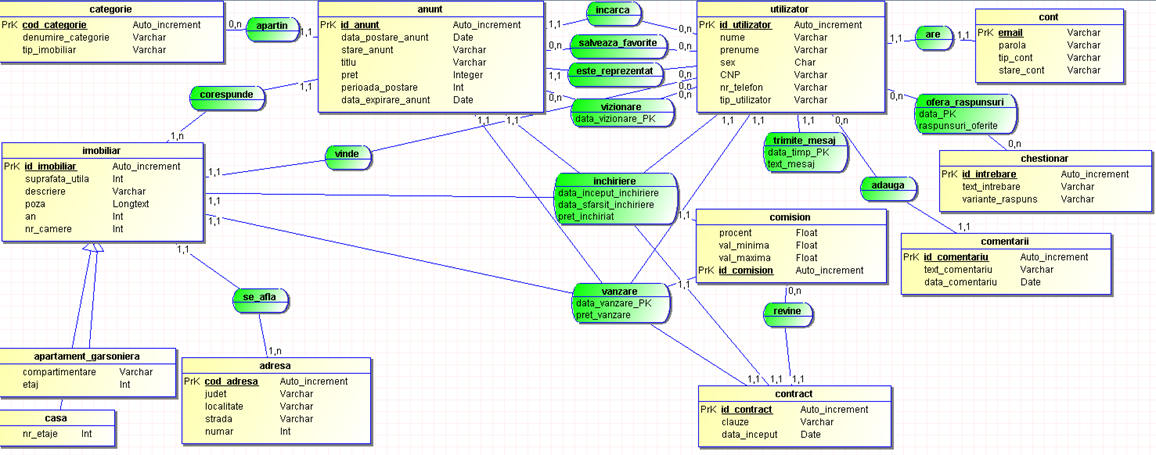 categorie
PrK cod_categorie Auto_increment
denumire_categorie Varchar
tip_imobiliar Varchar
0,n
apartin
1,1
anunt
PrK id_anunt Auto_increment
data_postare_anunt Date
stare_anunt Varchar
titlu Varchar
pret Integer
perioada_postare Int
data_expirare_anunt Date
1,1
incarca
0,n
0,n
salveaza_favorite
0,n
1,1
este_reprezentat
0,n
0,n
vizionare
data_vizionare_PK
0,n
utilizator
PrK id_utilizator Auto_increment
nume Varchar
prenume Varchar
sex Char
CNP Varchar
nr_telefon Varchar
tip_utilizator Varchar
1,1
are
1,1
cont
PrK email Varchar
parola Varchar
tip_cont Varchar
stare_cont Varchar
0,n
ofera_raspunsuri
data_PK
raspunsuri_oferite
0,n
chestionar
PrK id_intrebare Auto_increment
text_intrebare Varchar
variante_raspuns Varchar
1,1
corespunde
1,n
1,1
1,1
1,1
1,1
1,1
0,n
trimite_mesaj
data_timp_PK
text_mesaj
adauga
1,1
comentarii
PrK id_comentariu Auto_increment
text_comentariu Varchar
data_comentariu Date
imobiliar
PrK id_imobiliar Auto_increment
suprafata_utila Int
descriere Varchar
poza Longtext
an Int
nr_camere Int
1,1
vinde
1,1
1,1
inchiriere
data_inceput_inchiriere
data_sfarsit_inchiriere
pret_inchiriat
1,1
comision
procent Float
val_minima Float
val_maxima Float
PrK id_comision Auto_increment
1,1
vanzare
data_vanzare_PK
pret_vanzare
0,n
revine
1,1
1,1
1,1
contract
PrK id_contract Auto_increment
clauze Varchar
data_inceput Date
1,1
se_afla
1,n
adresa
PrK cod_adresa Auto_increment
judet Varchar
localitate Varchar
strada Varchar
numar Int
apartament_garsoniera
compartimentare Varchar
etaj Int
casa
nr_etaje Int